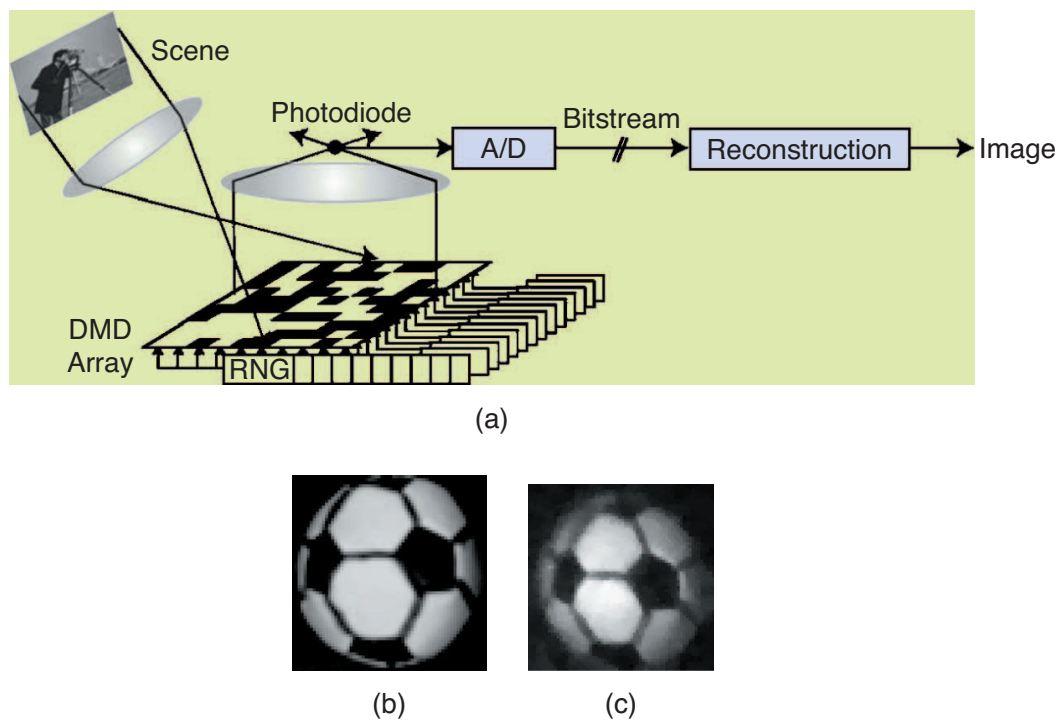 Scene
Photodiode
A/D
Bitstream
Reconstruction
Image
DMD
Array
RNG
(a)
(b)
(c)